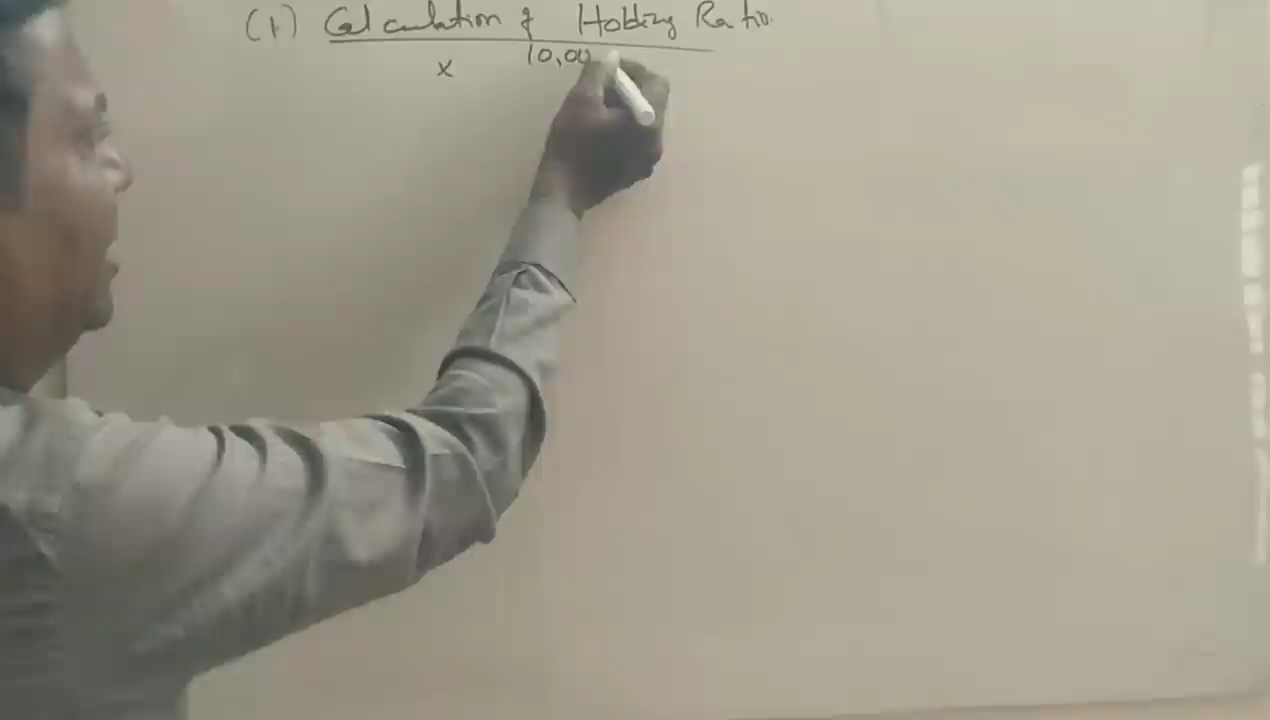 (1) Calculation of Holding Ratio.
x 10,00